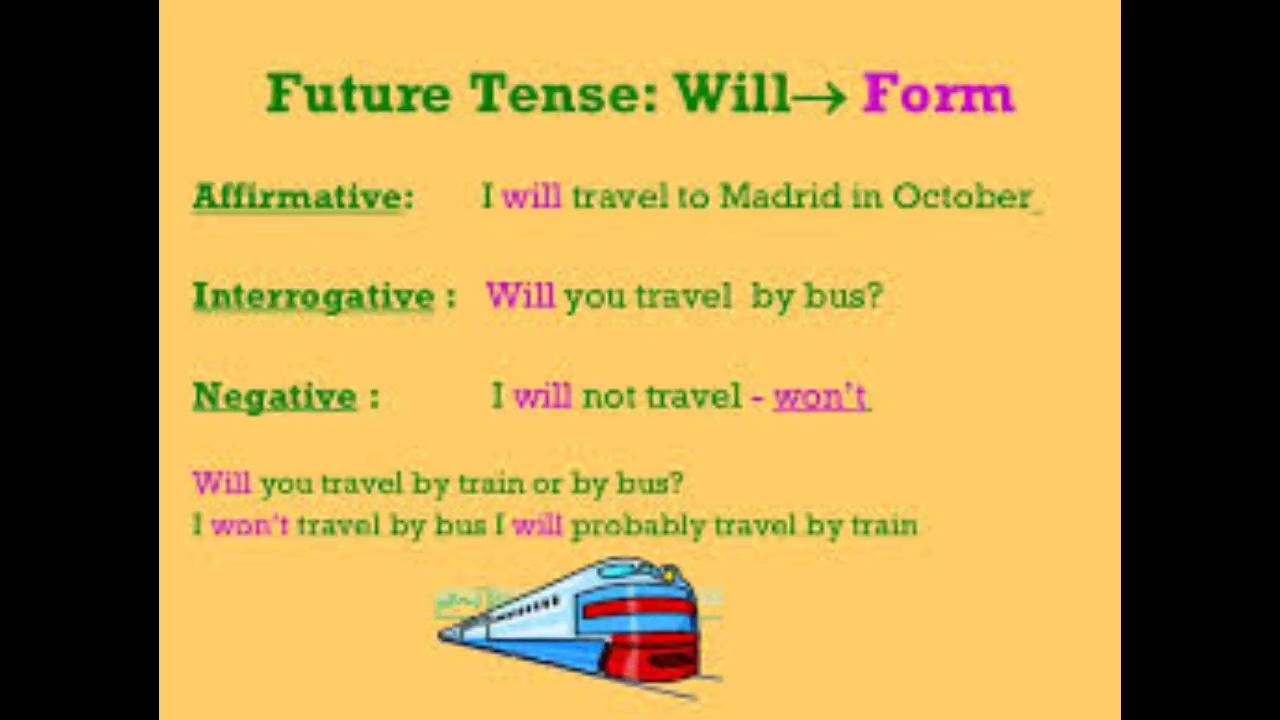 Future Tense: Will→ Form
Affirmative: I will travel to Madrid in October
Interrogative : Will you travel by bus?
Negative : I will not travel - won't
Will you travel by train or by bus?
I won't travel by bus I will probably travel by train